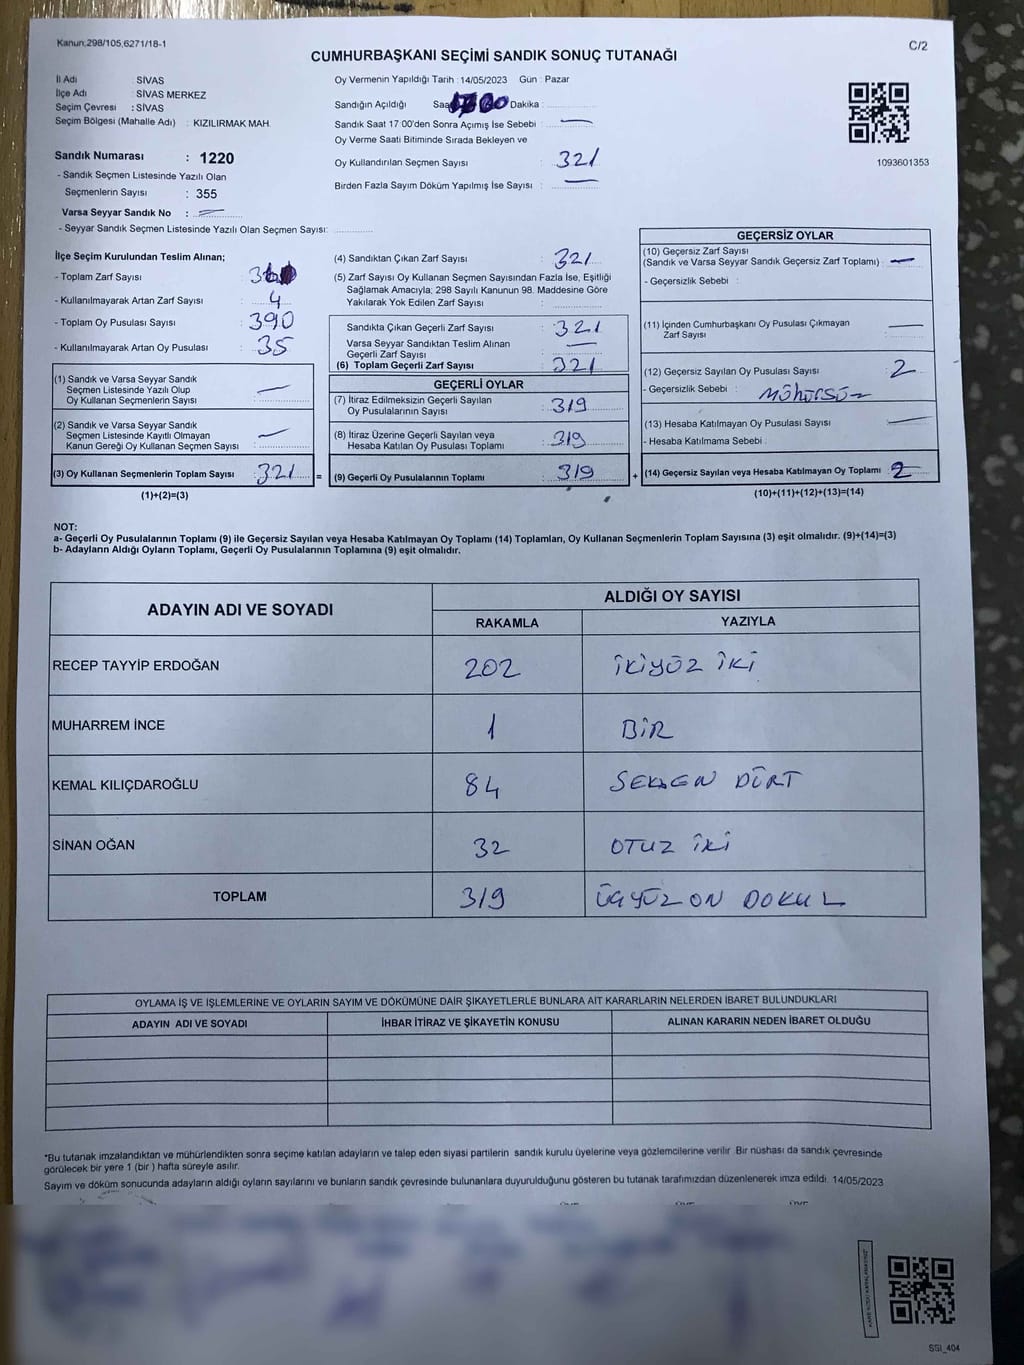 Kanun;298/105,6271/18-1
C/2
CUMHURBAŞKANI SEÇİMİ SANDIK SONUÇ TUTANAĞI
İl Adı : SİVAS
İlçe Adı : SİVAS MERKEZ
Seçim Çevresi : SİVAS
Seçim Bölgesi (Mahalle Adı) : KIZILIRMAK MAH.
Sandık Numarası : 1220
- Sandık Seçmen Listesinde Yazılı Olan
Seçmenlerin Sayısı : 355
Varsa Seyyar Sandık No : —
- Seyyar Sandık Seçmen Listesinde Yazılı Olan Seçmen Sayısı:
Oy Vermenin Yapıldığı Tarih : 14/05/2023 Gün : Pazar
Sandığın Açıldığı Saat Dakika :
Sandık Saat 17:00'den Sonra Açımış İse Sebebi : —
Oy Verme Saati Bitiminde Sırada Bekleyen ve
Oy Kullandırılan Seçmen Sayısı : 321
Birden Fazla Sayım Döküm Yapılmış İse Sayısı : —
1093601353
İlçe Seçim Kurulundan Teslim Alınan;
- Toplam Zarf Sayısı :
- Kullanılmayarak Artan Zarf Sayısı : 4
- Toplam Oy Pusulası Sayısı : 390
- Kullanılmayarak Artan Oy Pusulası : 35
(1) Sandık ve Varsa Seyyar Sandık
Seçmen Listesinde Yazılı Olup
Oy Kullanan Seçmenlerin Sayısı : —
(2) Sandık ve Varsa Seyyar Sandık
Seçmen Listesinde Kayıtlı Olmayan
Kanun Gereği Oy Kullanan Seçmen Sayısı : —
(3) Oy Kullanan Seçmenlerin Toplam Sayısı : 321 =
(1)+(2)=(3)
(4) Sandıktan Çıkan Zarf Sayısı : 321
(5) Zarf Sayısı Oy Kullanan Seçmen Sayısından Fazla İse, Eşitliği
Sağlamak Amacıyla; 298 Sayılı Kanunun 98. Maddesine Göre
Yakılarak Yok Edilen Zarf Sayısı :
Sandıkta Çıkan Geçerli Zarf Sayısı : 321
Varsa Seyyar Sandıktan Teslim Alınan
Geçerli Zarf Sayısı : —
(6) Toplam Geçerli Zarf Sayısı : 321
GEÇERLİ OYLAR
(7) İtiraz Edilmeksizin Geçerli Sayılan
Oy Pusulalarının Sayısı : 319
(8) İtiraz Üzerine Geçerli Sayılan veya
Hesaba Katılan Oy Pusulası Toplamı : 319
(9) Geçerli Oy Pusulalarının Toplamı : 319 +
GEÇERSİZ OYLAR
(10) Geçersiz Zarf Sayısı
(Sandık ve Varsa Seyyar Sandık Geçersiz Zarf Toplamı) : —
- Geçersizlik Sebebi :
(11) İçinden Cumhurbaşkanı Oy Pusulası Çıkmayan
Zarf Sayısı : —
(12) Geçersiz Sayılan Oy Pusulası Sayısı : 2
- Geçersizlik Sebebi :
(13) Hesaba Katılmayan Oy Pusulası Sayısı : —
- Hesaba Katılmama Sebebi :
(14) Geçersiz Sayılan veya Hesaba Katılmayan Oy Toplamı : 2
(10)+(11)+(12)+(13)=(14)
NOT:
a- Geçerli Oy Pusulalarının Toplamı (9) ile Geçersiz Sayılan veya Hesaba Katılmayan Oy Toplamı (14) Toplamları, Oy Kullanan Seçmenlerin Toplam Sayısına (3) eşit olmalıdır. (9)+(14)=(3)
b- Adayların Aldığı Oyların Toplamı, Geçerli Oy Pusulalarının Toplamına (9) eşit olmalıdır.
ADAYIN ADI VE SOYADI ALDIĞI OY SAYISI
RAKAMLA YAZIYLA
RECEP TAYYİP ERDOĞAN 202 İKİYÜZ İKİ
MUHARREM İNCE 1 BİR
KEMAL KILIÇDAROĞLU 84 SEKSEN DÖRT
SİNAN OĞAN 32 OTUZ İKİ
TOPLAM 319 ÜÇYÜZ ON DOKUZ
OYLAMA İŞ VE İŞLEMLERİNE VE OYLARIN SAYIM VE DÖKÜMÜNE DAİR ŞİKAYETLERLE BUNLARA AİT KARARLARIN NELERDEN İBARET BULUNDUKLARI
ADAYIN ADI VE SOYADI İHBAR İTİRAZ VE ŞİKAYETİN KONUSU ALINAN KARARIN NEDEN İBARET OLDUĞU
*Bu tutanak imzalandıktan ve mühürlendikten sonra seçime katılan adayların ve talep eden siyasi partilerin sandık kurulu üyelerine veya gözlemcilerine verilir. Bir nüshası da sandık çevresinde
görülecek bir yere 1 (bir ) hafta süreyle asılır.
Sayım ve döküm sonucunda adayların aldığı oyların sayılarını ve bunların sandık çevresinde bulunanlara duyurulduğunu gösteren bu tutanak tarafımızdan düzenlenerek imza edildi. 14/05/2023
SGI_404